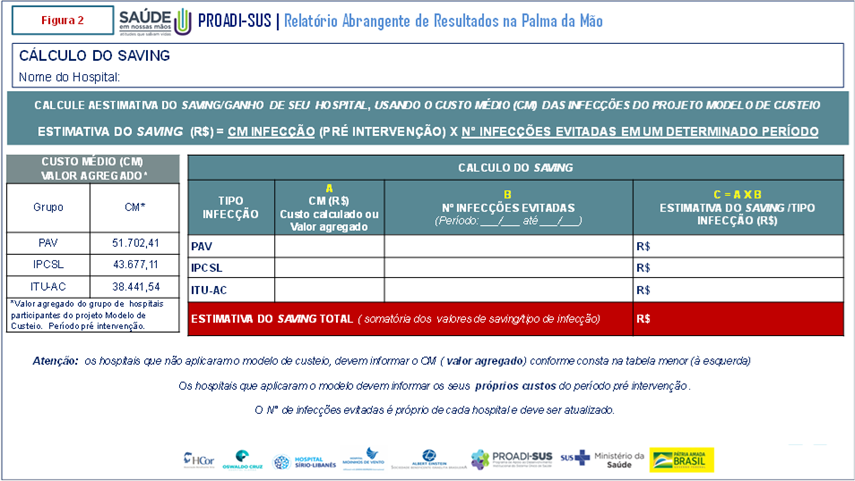 Figura 2
SAÚDE
em nossas mãos
PROADI-SUS | Relatório Abrangente de Resultados na Palma da Mão
CÁLCULO DO SAVING
Nome do Hospital:
CALCULE AESTIMATIVA DO SAVING/GANHO DE SEU HOSPITAL, USANDO O CUSTO MÉDIO (CM) DAS INFECÇÕES DO PROJETO MODELO DE CUSTEIO
ESTIMATIVA DO SAVING (R$) = CM INFECÇÃO (PRÉ INTERVENÇÃO) X Nº INFECÇÕES EVITADAS EM UM DETERMINADO PERÍODO
CUSTO MÉDIO (CM)
VALOR AGREGADO*
Grupo CM*
PAV 51.702,41
IPCSL 43.677,11
ITU-AC 38.441,54
*Valor agregado do grupo de hospitais
participantes do projeto Modelo de
Custeio. Período pré intervenção.
CALCULO DO SAVING
TIPO
INFECÇÃO
A
CM (R$)
Custo calculado ou
Valor agregado
B
Nº INFECÇÕES EVITADAS
(Período: ___/___ até ___/___)
C = A X B
ESTIMATIVA DO SAVING /TIPO
INFECÇÃO (R$)
PAV R$
IPCSL R$
ITU-AC R$
ESTIMATIVA DO SAVING TOTAL ( somatória dos valores de saving/tipo de infecção) R$
Atenção: os hospitais que não aplicaram o modelo de custeio, devem informar o CM ( valor agregado) conforme consta na tabela menor (à esquerda)
Os hospitais que aplicaram o modelo devem informar os seus próprios custos do período pré intervenção .
O Nº de infecções evitadas é próprio de cada hospital e deve ser atualizado.
HCor
OSWALDO CRUZ
HOSPITAL
SÍRIO-LIBANÊS
HOSPITAL
MOINHOS DE VENTO
ALBERT EINSTEIN
PROADI-SUS
SUS
Ministério da
Saúde
PÁTRIA AMADA
BRASIL